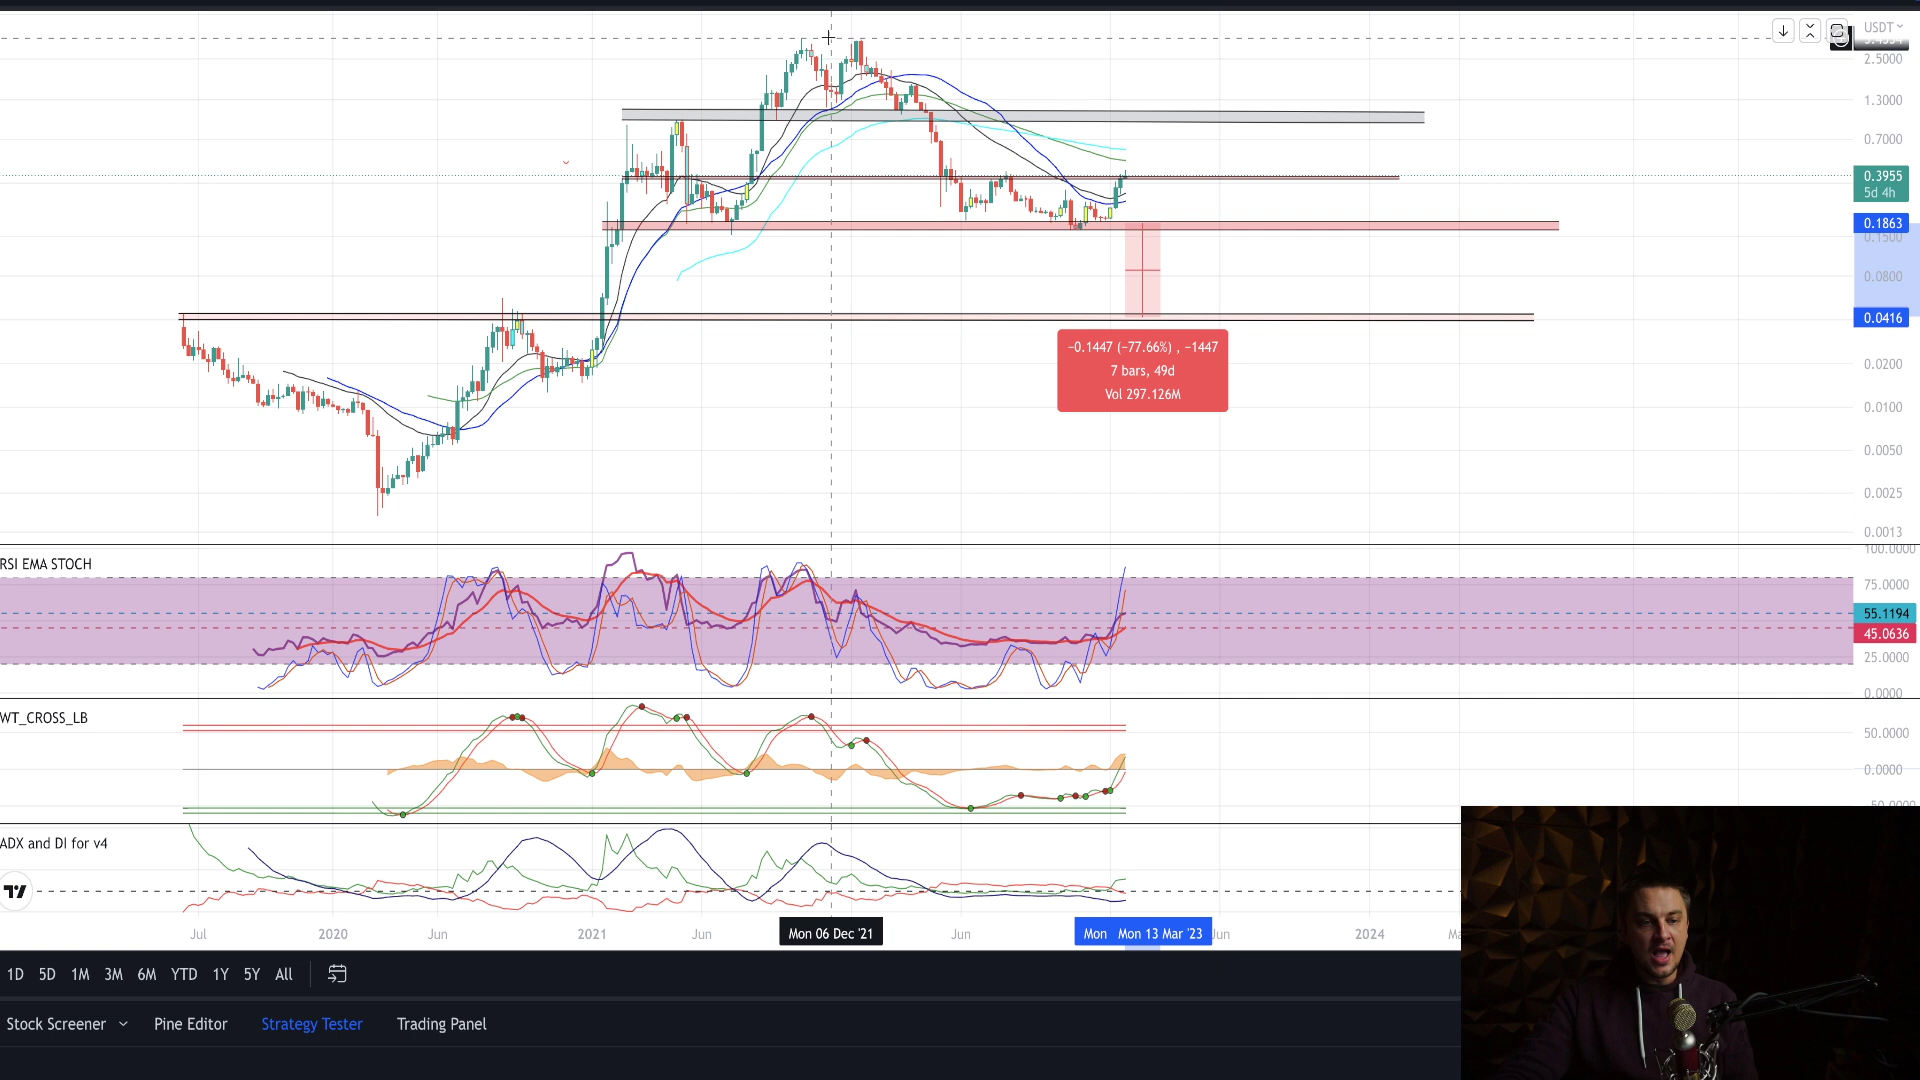 USDT
2.5000
1.3000
0.7000
0.3955
5d 4h
0.1863
0.1500
0.0800
0.0416
0.0200
0.0100
0.0050
0.0025
0.0013
−0.1447 (−77.66%) , −1447
7 bars, 49d
Vol 297.126M
RSI EMA STOCH
100.0000
75.0000
55.1194
45.0636
25.0000
0.0000
WT_CROSS_LB
50.0000
0.0000
-50.0000
ADX and DI for v4
Jul 2020 Jun 2021 Jun Mon 06 Dec '21 Jun Mon Mon 13 Mar '23 Jun 2024
1D 5D 1M 3M 6M YTD 1Y 5Y All
Stock Screener Pine Editor Strategy Tester Trading Panel